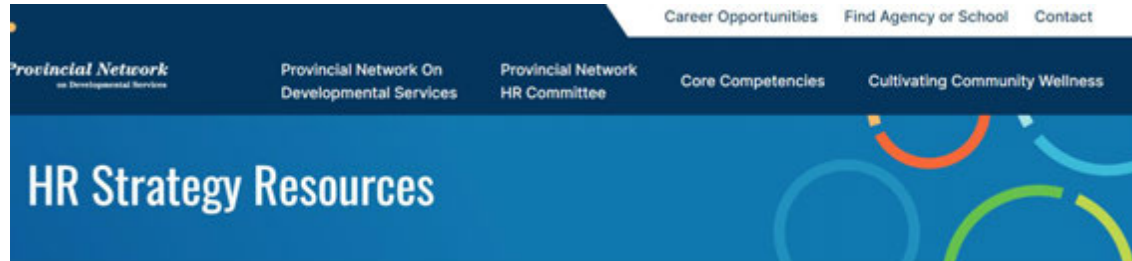 Career Opportunities Find Agency or School Contact
Provincial Network
on Developmental Services
Provincial Network On
Developmental Services
Provincial Network
HR Committee
Core Competencies
Cultivating Community Wellness
HR Strategy Resources